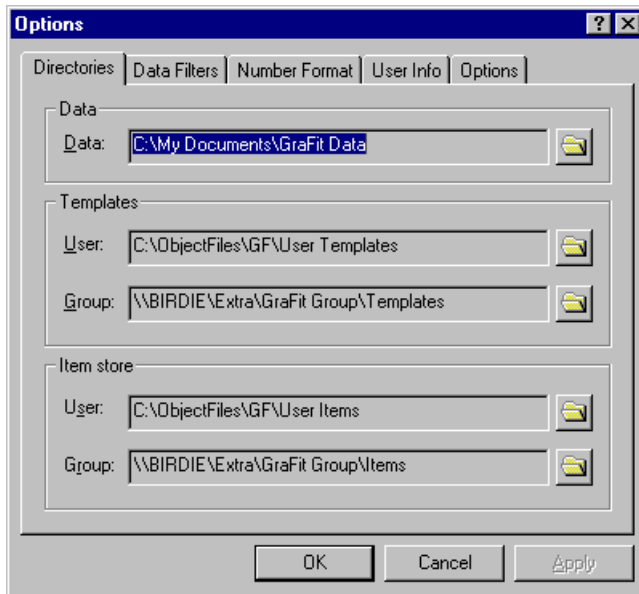 Options
Directories Data Filters Number Format User Info Options
Data
Data: C:\My Documents\GraFit Data
Templates
User: C:\ObjectFiles\GF\User Templates
Group: \\BIRDIE\Extra\GraFit Group\Templates
Item store
User: C:\ObjectFiles\GF\User Items
Group: \\BIRDIE\Extra\GraFit Group\Items
OK Cancel Apply